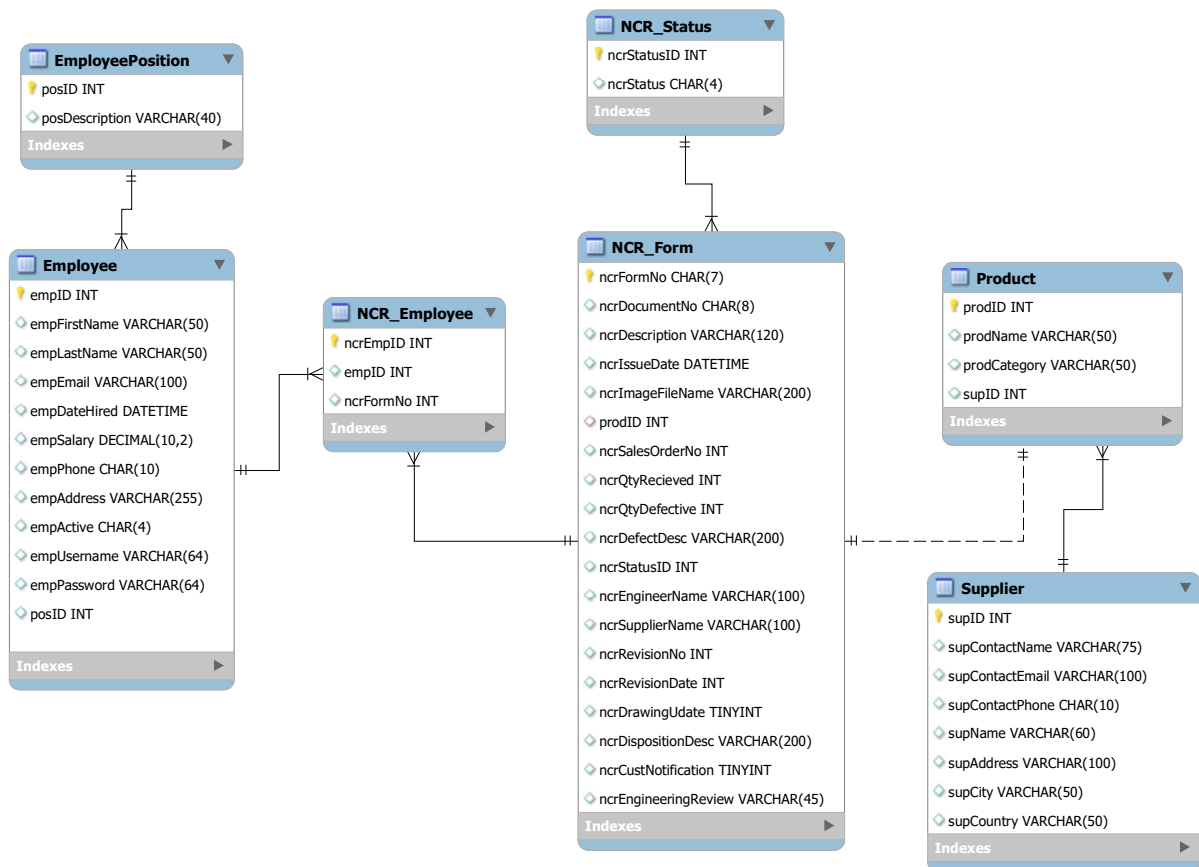 EmployeePosition
posID INT
posDescription VARCHAR(40)
Indexes
NCR_Status
ncrStatusID INT
ncrStatus CHAR(4)
Indexes
Employee
empID INT
empFirstName VARCHAR(50)
empLastName VARCHAR(50)
empEmail VARCHAR(100)
empDateHired DATETIME
empSalary DECIMAL(10,2)
empPhone CHAR(10)
empAddress VARCHAR(255)
empActive CHAR(4)
empUsername VARCHAR(64)
empPassword VARCHAR(64)
posID INT
Indexes
NCR_Employee
ncrEmpID INT
empID INT
ncrFormNo INT
Indexes
NCR_Form
ncrFormNo CHAR(7)
ncrDocumentNo CHAR(8)
ncrDescription VARCHAR(120)
ncrIssueDate DATETIME
ncrImageFileName VARCHAR(200)
prodID INT
ncrSalesOrderNo INT
ncrQtyRecieved INT
ncrQtyDefective INT
ncrDefectDesc VARCHAR(200)
ncrStatusID INT
ncrEngineerName VARCHAR(100)
ncrSupplierName VARCHAR(100)
ncrRevisionNo INT
ncrRevisionDate INT
ncrDrawingUdate TINYINT
ncrDispositionDesc VARCHAR(200)
ncrCustNotification TINYINT
ncrEngineeringReview VARCHAR(45)
Indexes
Product
prodID INT
prodName VARCHAR(50)
prodCategory VARCHAR(50)
supID INT
Indexes
Supplier
supID INT
supContactName VARCHAR(75)
supContactEmail VARCHAR(100)
supContactPhone CHAR(10)
supName VARCHAR(60)
supAddress VARCHAR(100)
supCity VARCHAR(50)
supCountry VARCHAR(50)
Indexes